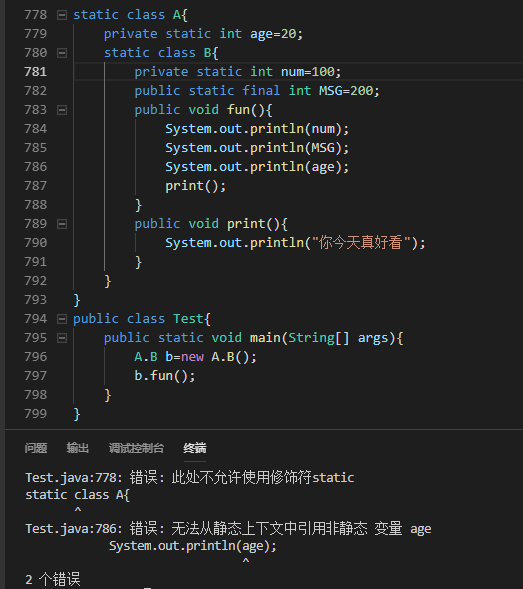 778 static class A{
779 private static int age=20;
780 static class B{
781 private static int num=100;
782 public static final int MSG=200;
783 public void fun(){
784 System.out.println(num);
785 System.out.println(MSG);
786 System.out.println(age);
787 print();
788 }
789 public void print(){
790 System.out.println("你今天真好看");
791 }
792 }
793 }
794 public class Test{
795 public static void main(String[] args){
796 A.B b=new A.B();
797 b.fun();
798 }
799 }
问题 输出 调试控制台 终端
Test.java:778: 错误: 此处不允许使用修饰符static
static class A{
^
Test.java:786: 错误: 无法从静态上下文中引用非静态 变量 age
System.out.println(age);
^
2 个错误